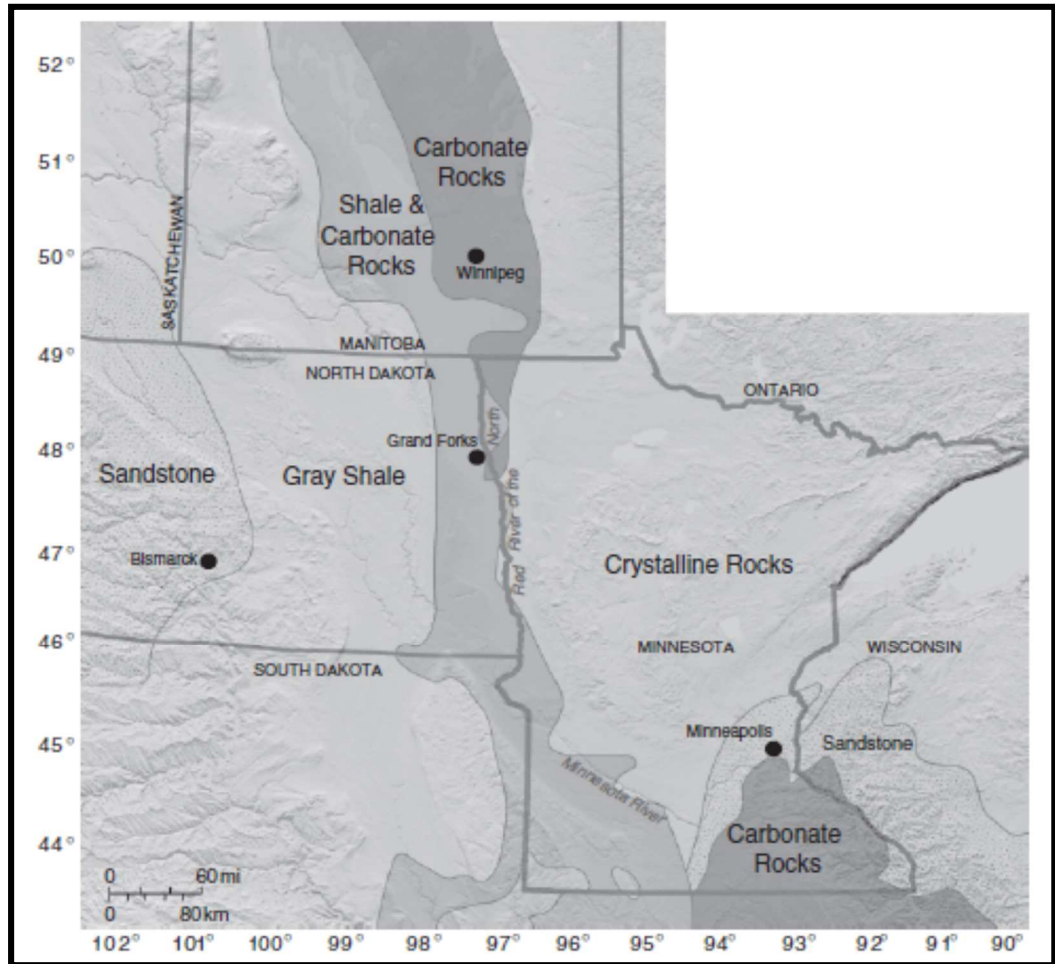 52°
51°
50°
49°
48°
47°
46°
45°
44°
Carbonate
Rocks
Shale &
Carbonate
Rocks
Winnipeg
SASKATCHEWAN
MANITOBA
NORTH DAKOTA
ONTARIO
Grand Forks
Red River of the North
Sandstone
Gray Shale
Bismarck
Crystalline Rocks
MINNESOTA
WISCONSIN
SOUTH DAKOTA
Minneapolis
Sandstone
Minnesota River
Carbonate
Rocks
0 60 mi
0 80 km
102° 101° 100° 99° 98° 97° 96° 95° 94° 93° 92° 91° 90°